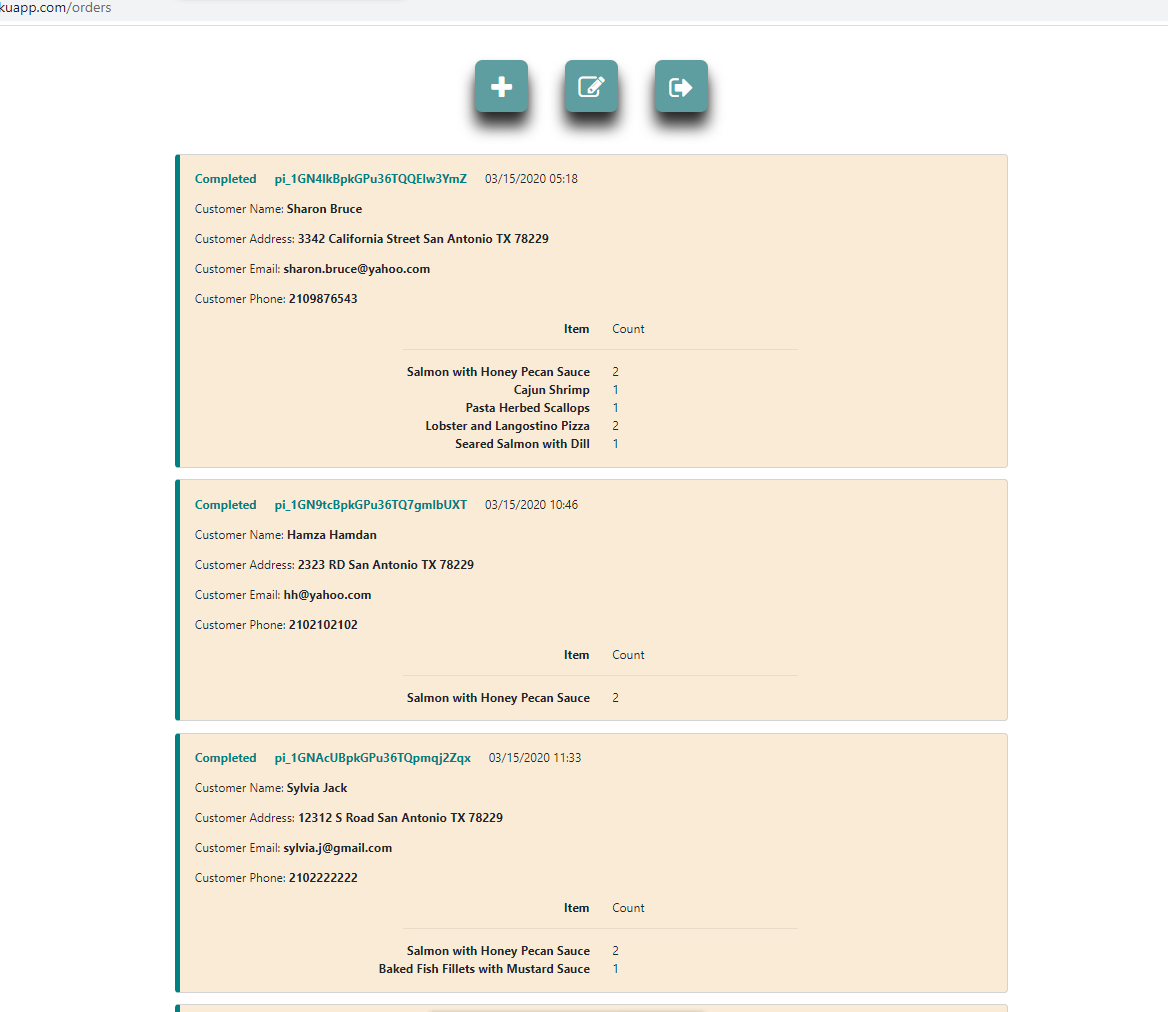 kuapp.com/orders
Completed pi_1GN4IkBpkGPu36TQQEIw3YmZ 03/15/2020 05:18
Customer Name: Sharon Bruce
Customer Address: 3342 California Street San Antonio TX 78229
Customer Email: sharon.bruce@yahoo.com
Customer Phone: 2109876543
Item Count
Salmon with Honey Pecan Sauce 2
Cajun Shrimp 1
Pasta Herbed Scallops 1
Lobster and Langostino Pizza 2
Seared Salmon with Dill 1
Completed pi_1GN9tcBpkGPu36TQ7gmlbUXT 03/15/2020 10:46
Customer Name: Hamza Hamdan
Customer Address: 2323 RD San Antonio TX 78229
Customer Email: hh@yahoo.com
Customer Phone: 2102102102
Item Count
Salmon with Honey Pecan Sauce 2
Completed pi_1GNAcUBpkGPu36TQpmqj2Zqx 03/15/2020 11:33
Customer Name: Sylvia Jack
Customer Address: 12312 S Road San Antonio TX 78229
Customer Email: sylvia.j@gmail.com
Customer Phone: 2102222222
Item Count
Salmon with Honey Pecan Sauce 2
Baked Fish Fillets with Mustard Sauce 1